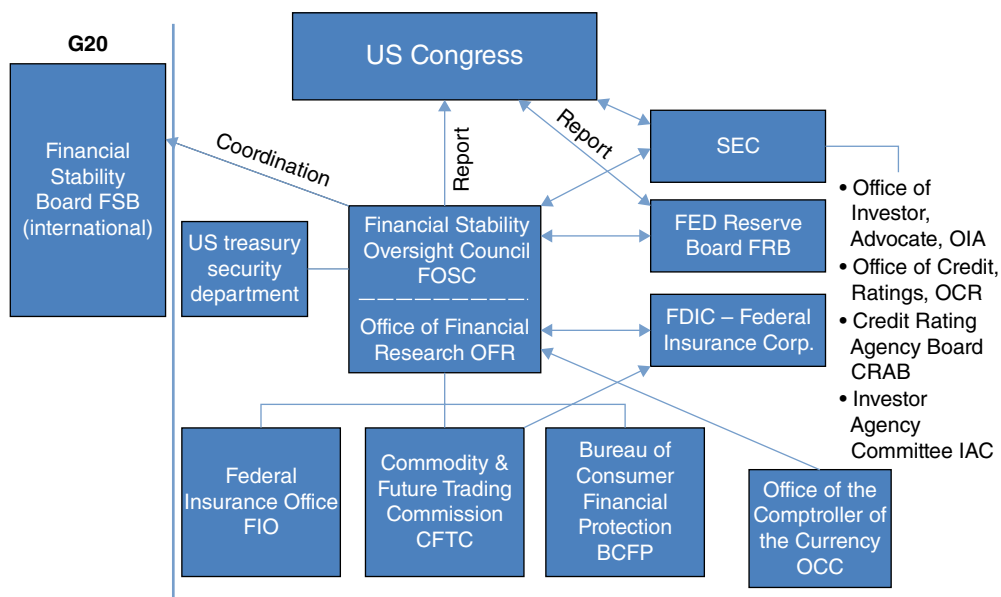 G20
Financial
Stability
Board FSB
(international)
US Congress
Coordination
Report
Report
SEC
• Office of
Investor,
Advocate, OIA
• Office of Credit,
Ratings, OCR
• Credit Rating
Agency Board
CRAB
• Investor
Agency
Committee IAC
US treasury
security
department
Financial Stability
Oversight Council
FOSC
Office of Financial
Research OFR
FED Reserve
Board FRB
FDIC – Federal
Insurance Corp.
Federal
Insurance Office
FIO
Commodity &
Future Trading
Commission
CFTC
Bureau of
Consumer
Financial
Protection
BCFP
Office of the
Comptroller of
the Currency
OCC